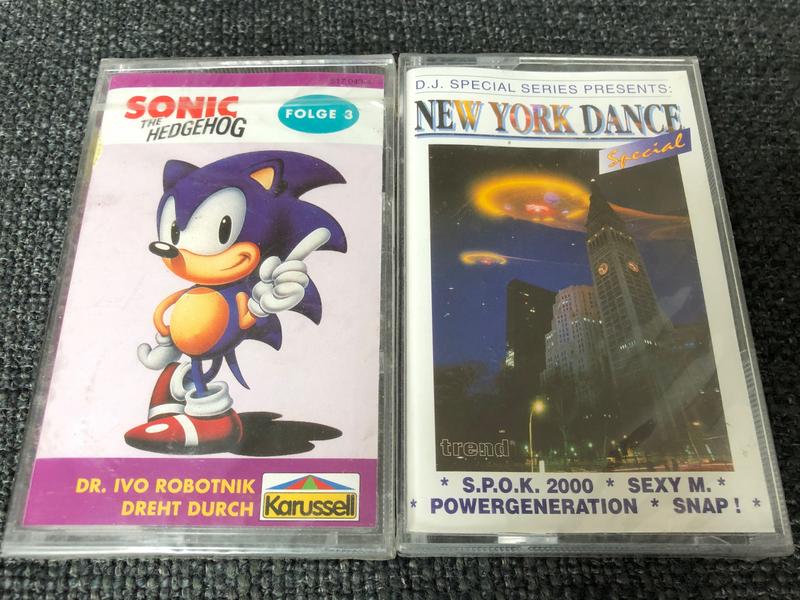 SONIC
THE
HEDGEHOG
FOLGE 3
DR. IVO ROBOTNIK
DREHT DURCH
Karussell
D.J. SPECIAL SERIES PRESENTS:
NEW YORK DANCE
Special
trend®
* S.P.O.K. 2000 * SEXY M. *
* POWERGENERATION * SNAP ! *